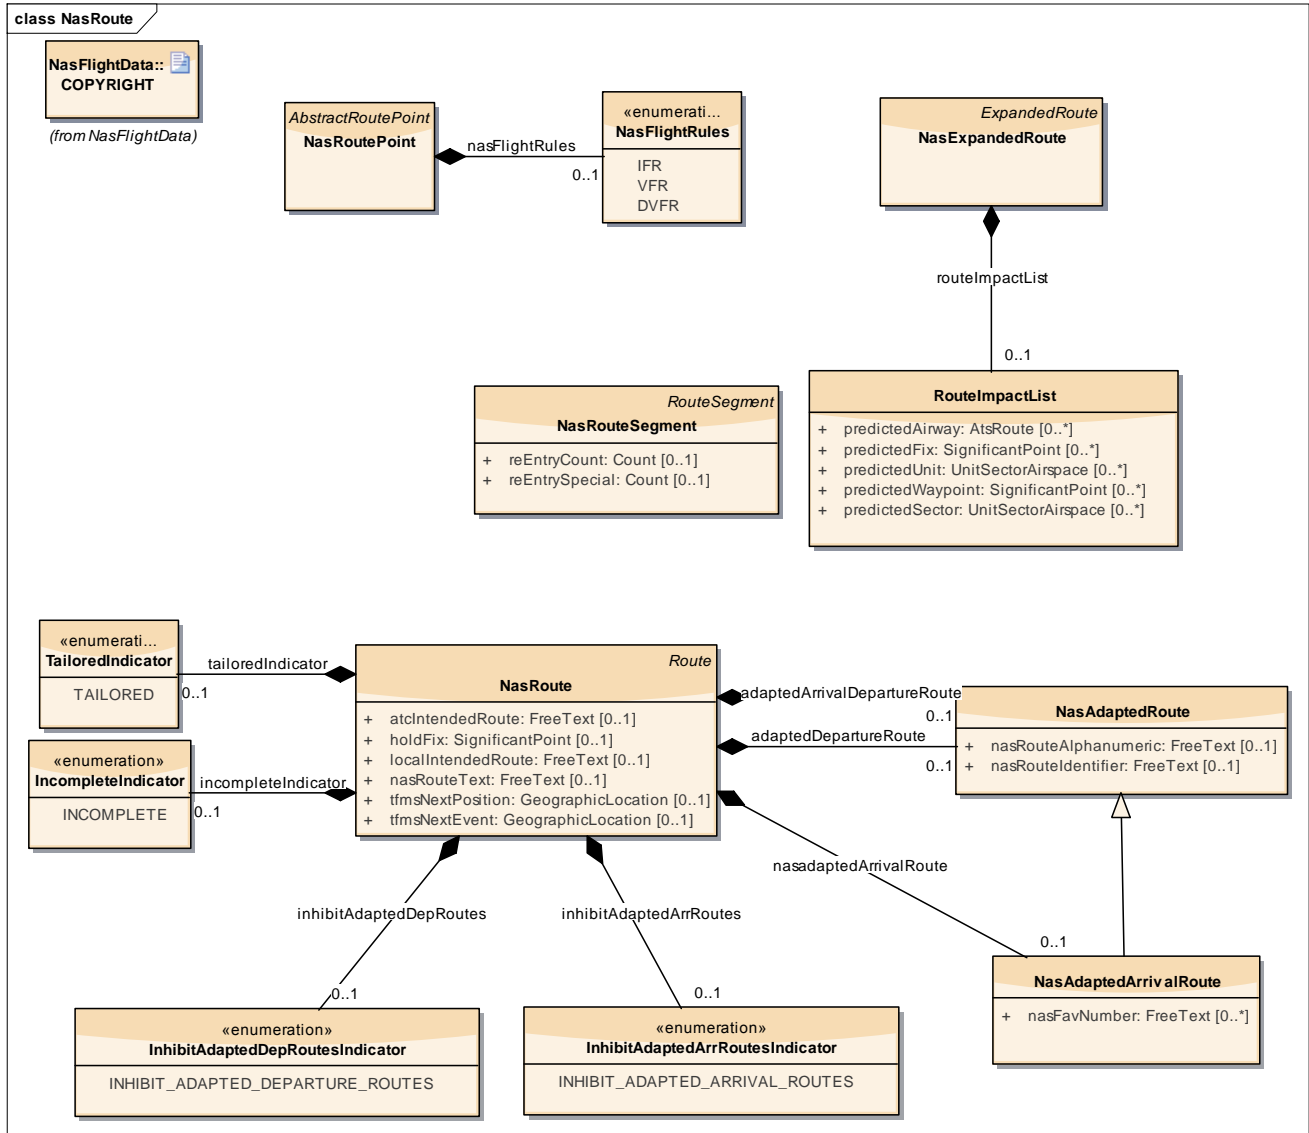 class NasRoute
NasFlightData::
COPYRIGHT
(from NasFlightData)
AbstractRoutePoint
NasRoutePoint
nasFlightRules
0..1
«enumerati...
NasFlightRules
IFR
VFR
DVFR
ExpandedRoute
NasExpandedRoute
routeImpactList
0..1
RouteSegment
NasRouteSegment
+ reEntryCount: Count [0..1]
+ reEntrySpecial: Count [0..1]
RouteImpactList
+ predictedAirway: AtsRoute [0..*]
+ predictedFix: SignificantPoint [0..*]
+ predictedUnit: UnitSectorAirspace [0..*]
+ predictedWaypoint: SignificantPoint [0..*]
+ predictedSector: UnitSectorAirspace [0..*]
«enumerati...
TailoredIndicator
TAILORED
tailoredIndicator
0..1
«enumeration»
IncompleteIndicator
INCOMPLETE
incompleteIndicator
0..1
Route
NasRoute
+ atcIntendedRoute: FreeText [0..1]
+ holdFix: SignificantPoint [0..1]
+ localIntendedRoute: FreeText [0..1]
+ nasRouteText: FreeText [0..1]
+ tfmsNextPosition: GeographicLocation [0..1]
+ tfmsNextEvent: GeographicLocation [0..1]
adaptedArrivalDepartureRoute
0..1
adaptedDepartureRoute
0..1
NasAdaptedRoute
+ nasRouteAlphanumeric: FreeText [0..1]
+ nasRouteIdentifier: FreeText [0..1]
nasadaptedArrivalRoute
0..1
NasAdaptedArrivalRoute
+ nasFavNumber: FreeText [0..*]
inhibitAdaptedDepRoutes
0..1
inhibitAdaptedArrRoutes
0..1
«enumeration»
InhibitAdaptedDepRoutesIndicator
INHIBIT_ADAPTED_DEPARTURE_ROUTES
«enumeration»
InhibitAdaptedArrRoutesIndicator
INHIBIT_ADAPTED_ARRIVAL_ROUTES